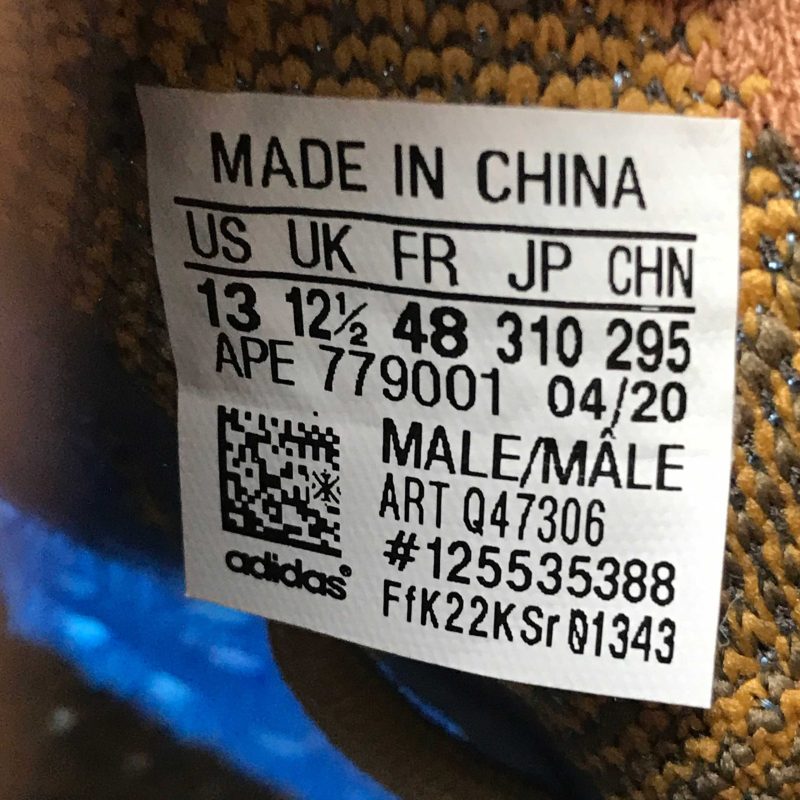 MADE IN CHINA
US UK FR JP CHN
13 12½ 48 310 295
APE 779001 04/20
MALE/MÂLE
ART Q47306
#125535388
FfK22KSr01343
adidas®